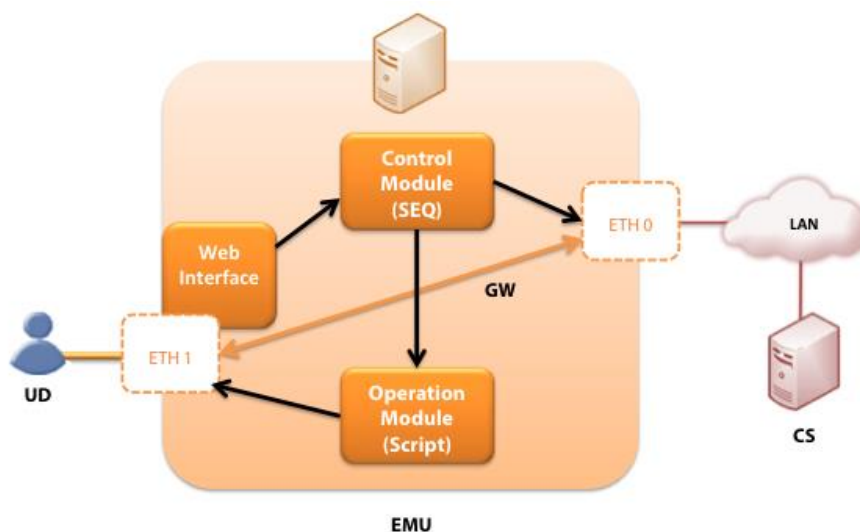 Control
Module
(SEQ)
ETH 0
LAN
Web
Interface
GW
ETH 1
UD
Operation
Module
(Script)
CS
EMU